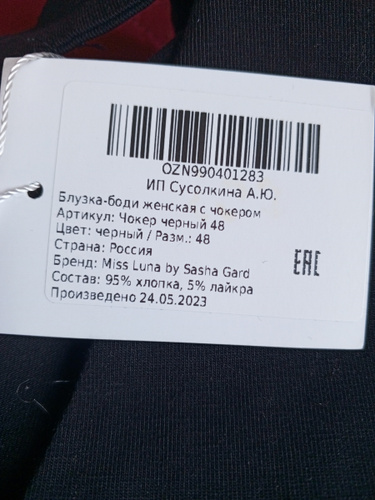 OZN990401283
ИП Сусолкина А.Ю.
Блузка-боди женская с чокером
Артикул: Чокер черный 48
Цвет: черный / Разм.: 48
Страна: Россия
Бренд: Miss Luna by Sasha Gard
Состав: 95% хлопка, 5% лайкра
Произведено 24.05.2023
EAC